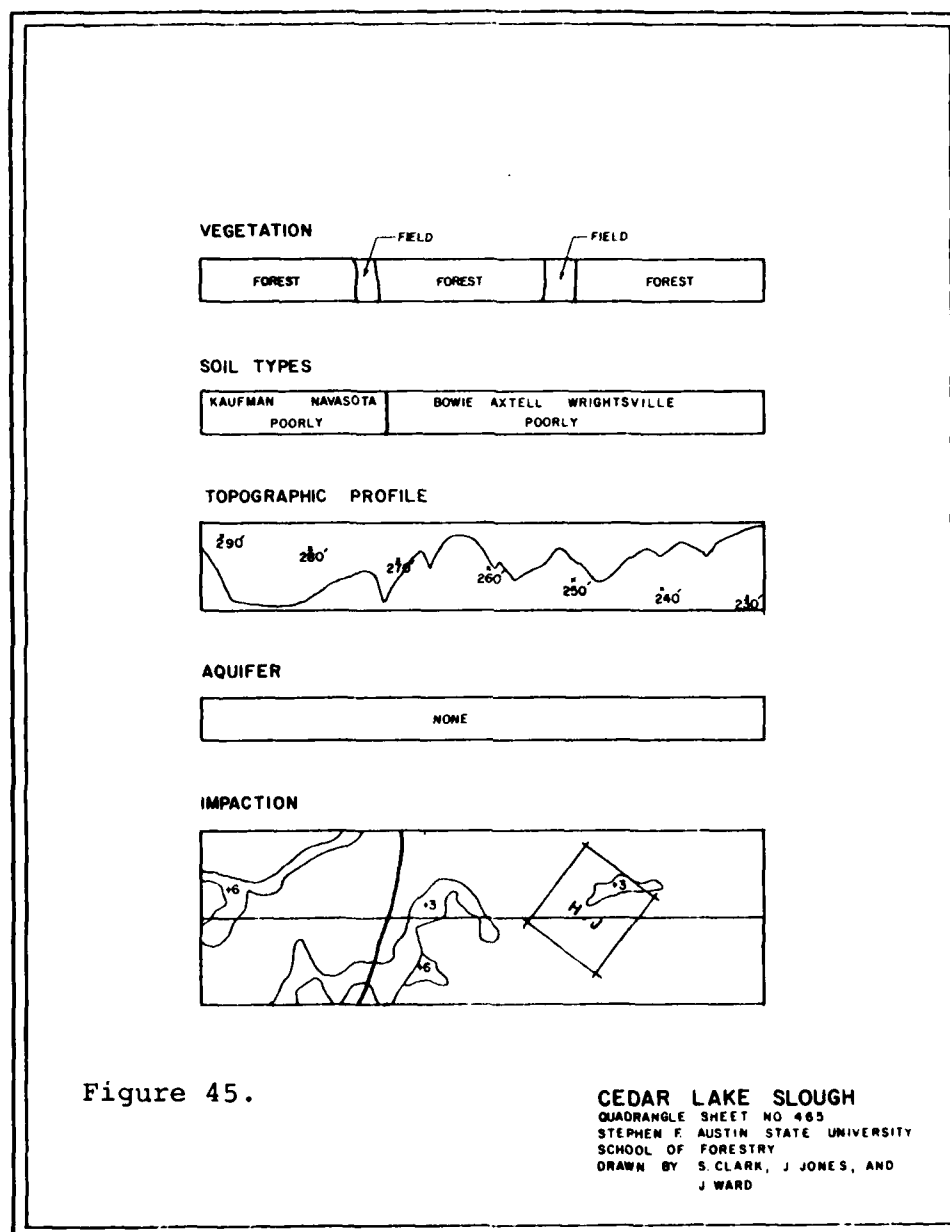 VEGETATION
FIELD FIELD
FOREST FOREST FOREST
SOIL TYPES
KAUFMAN NAVASOTA BOWIE AXTELL WRIGHTSVILLE
POORLY POORLY
TOPOGRAPHIC PROFILE
290' 280' 270' 260' 250' 240' 230'
AQUIFER
NONE
IMPACTION
+6 +3 +3
H-J
+6
Figure 45.
CEDAR LAKE SLOUGH
QUADRANGLE SHEET NO 465
STEPHEN F. AUSTIN STATE UNIVERSITY
SCHOOL OF FORESTRY
DRAWN BY S. CLARK, J JONES, AND
J WARD